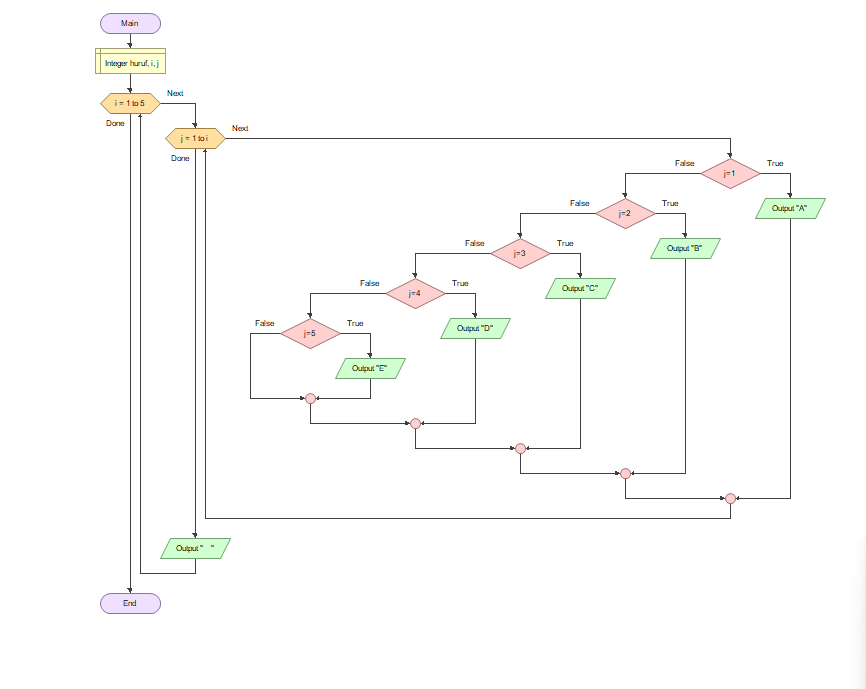 Main
Integer huruf, i, j
i = 1 to 5
Next
Done
j = 1 to i
Next
Done
j=1
False
True
Output "A"
j=2
False
True
Output "B"
j=3
False
True
Output "C"
j=4
False
True
Output "D"
j=5
False
True
Output "E"
Output "   "
End